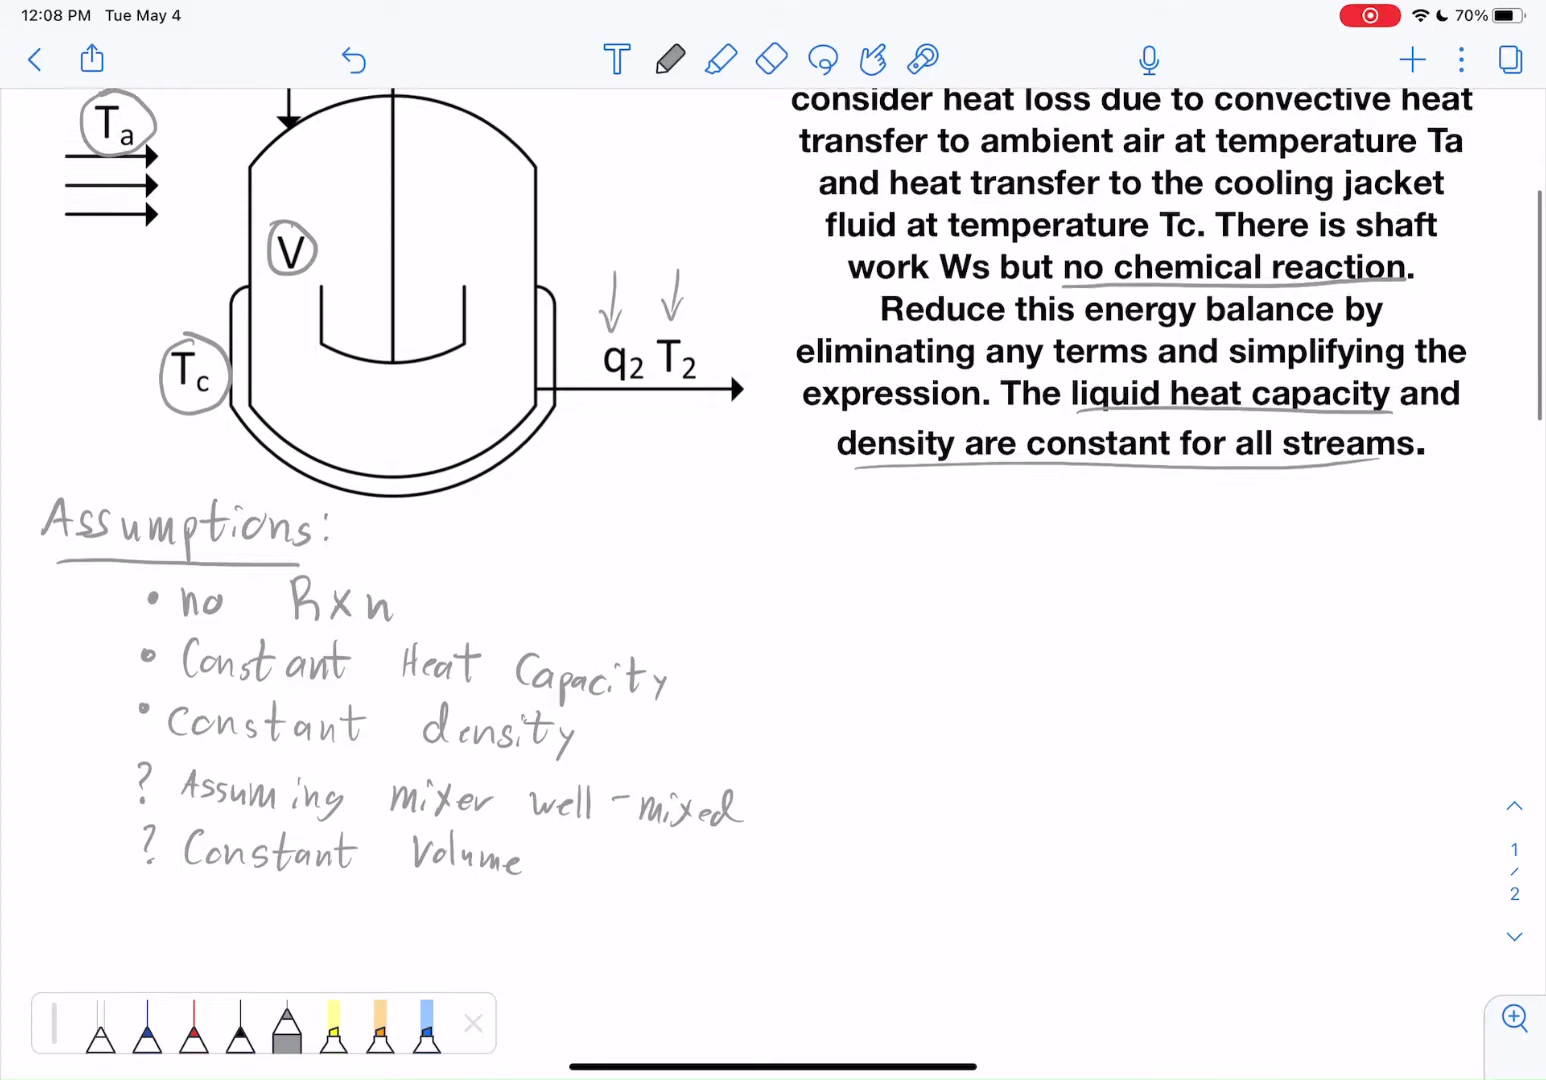 12:08 PM Tue May 4
70%
T
Ta
consider heat loss due to convective heat
transfer to ambient air at temperature Ta
and heat transfer to the cooling jacket
fluid at temperature Tc. There is shaft
work Ws but no chemical reaction.
Reduce this energy balance by
eliminating any terms and simplifying the
expression. The liquid heat capacity and
density are constant for all streams.
V
Tc
q2 T2
Assumptions:
• no Rxn
• Constant Heat Capacity
• Constant density
? Assuming mixer well-mixed
? Constant Volume
1
/
2